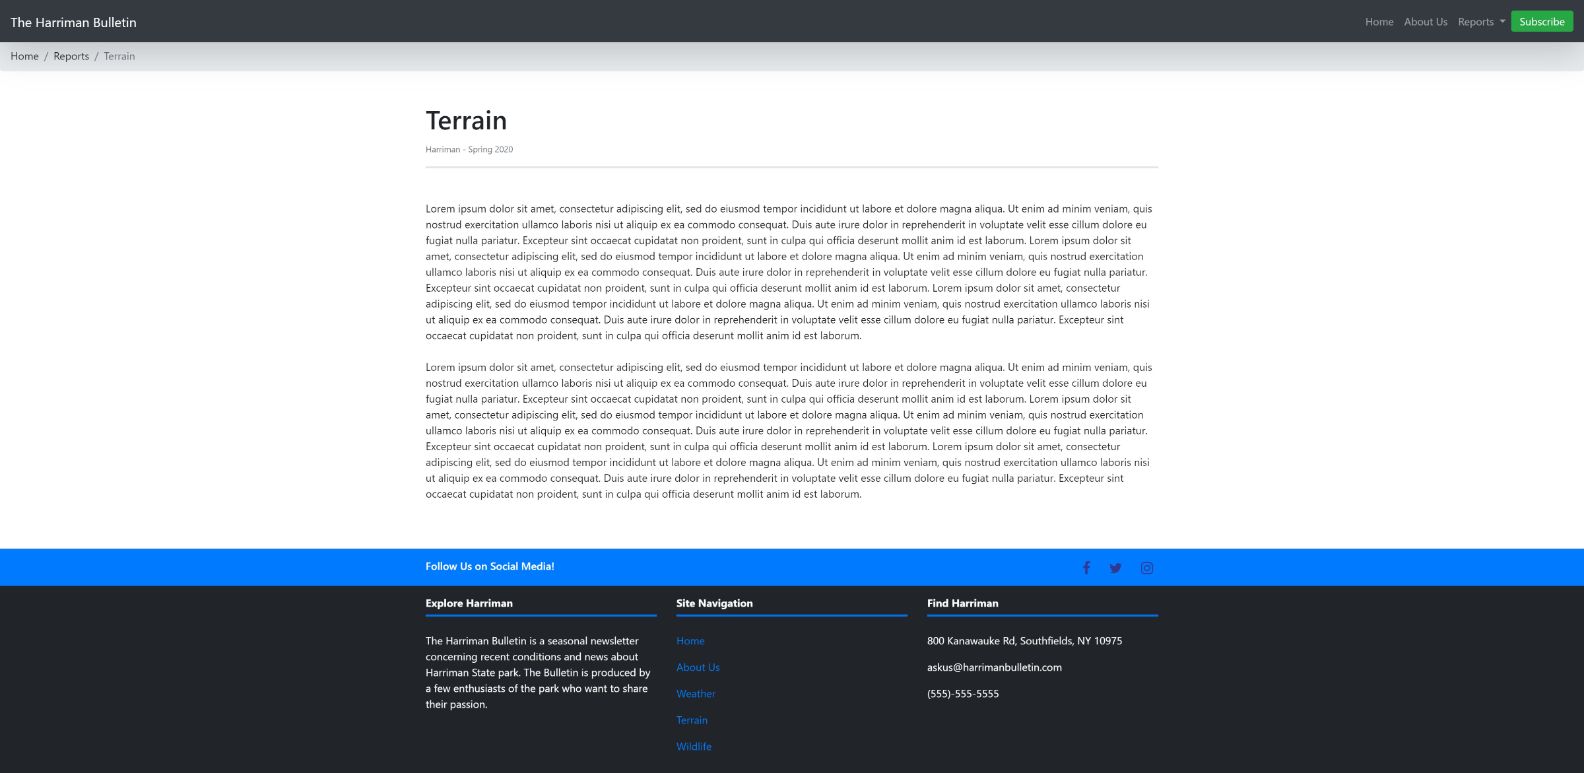 The Harriman Bulletin
Home About Us Reports Subscribe
Home / Reports / Terrain
Terrain
Harriman - Spring 2020
Lorem ipsum dolor sit amet, consectetur adipiscing elit, sed do eiusmod tempor incididunt ut labore et dolore magna aliqua. Ut enim ad minim veniam, quis
nostrud exercitation ullamco laboris nisi ut aliquip ex ea commodo consequat. Duis aute irure dolor in reprehenderit in voluptate velit esse cillum dolore eu
fugiat nulla pariatur. Excepteur sint occaecat cupidatat non proident, sunt in culpa qui officia deserunt mollit anim id est laborum. Lorem ipsum dolor sit
amet, consectetur adipiscing elit, sed do eiusmod tempor incididunt ut labore et dolore magna aliqua. Ut enim ad minim veniam, quis nostrud exercitation
ullamco laboris nisi ut aliquip ex ea commodo consequat. Duis aute irure dolor in reprehenderit in voluptate velit esse cillum dolore eu fugiat nulla pariatur.
Excepteur sint occaecat cupidatat non proident, sunt in culpa qui officia deserunt mollit anim id est laborum. Lorem ipsum dolor sit amet, consectetur
adipiscing elit, sed do eiusmod tempor incididunt ut labore et dolore magna aliqua. Ut enim ad minim veniam, quis nostrud exercitation ullamco laboris nisi
ut aliquip ex ea commodo consequat. Duis aute irure dolor in reprehenderit in voluptate velit esse cillum dolore eu fugiat nulla pariatur. Excepteur sint
occaecat cupidatat non proident, sunt in culpa qui officia deserunt mollit anim id est laborum.
Lorem ipsum dolor sit amet, consectetur adipiscing elit, sed do eiusmod tempor incididunt ut labore et dolore magna aliqua. Ut enim ad minim veniam, quis
nostrud exercitation ullamco laboris nisi ut aliquip ex ea commodo consequat. Duis aute irure dolor in reprehenderit in voluptate velit esse cillum dolore eu
fugiat nulla pariatur. Excepteur sint occaecat cupidatat non proident, sunt in culpa qui officia deserunt mollit anim id est laborum. Lorem ipsum dolor sit
amet, consectetur adipiscing elit, sed do eiusmod tempor incididunt ut labore et dolore magna aliqua. Ut enim ad minim veniam, quis nostrud exercitation
ullamco laboris nisi ut aliquip ex ea commodo consequat. Duis aute irure dolor in reprehenderit in voluptate velit esse cillum dolore eu fugiat nulla pariatur.
Excepteur sint occaecat cupidatat non proident, sunt in culpa qui officia deserunt mollit anim id est laborum. Lorem ipsum dolor sit amet, consectetur
adipiscing elit, sed do eiusmod tempor incididunt ut labore et dolore magna aliqua. Ut enim ad minim veniam, quis nostrud exercitation ullamco laboris nisi
ut aliquip ex ea commodo consequat. Duis aute irure dolor in reprehenderit in voluptate velit esse cillum dolore eu fugiat nulla pariatur. Excepteur sint
occaecat cupidatat non proident, sunt in culpa qui officia deserunt mollit anim id est laborum.
Follow Us on Social Media!
Explore Harriman
The Harriman Bulletin is a seasonal newsletter
concerning recent conditions and news about
Harriman State park. The Bulletin is produced by
a few enthusiasts of the park who want to share
their passion.
Site Navigation
Home
About Us
Weather
Terrain
Wildlife
Find Harriman
800 Kanawauke Rd, Southfields, NY 10975
askus@harrimanbulletin.com
(555)-555-5555